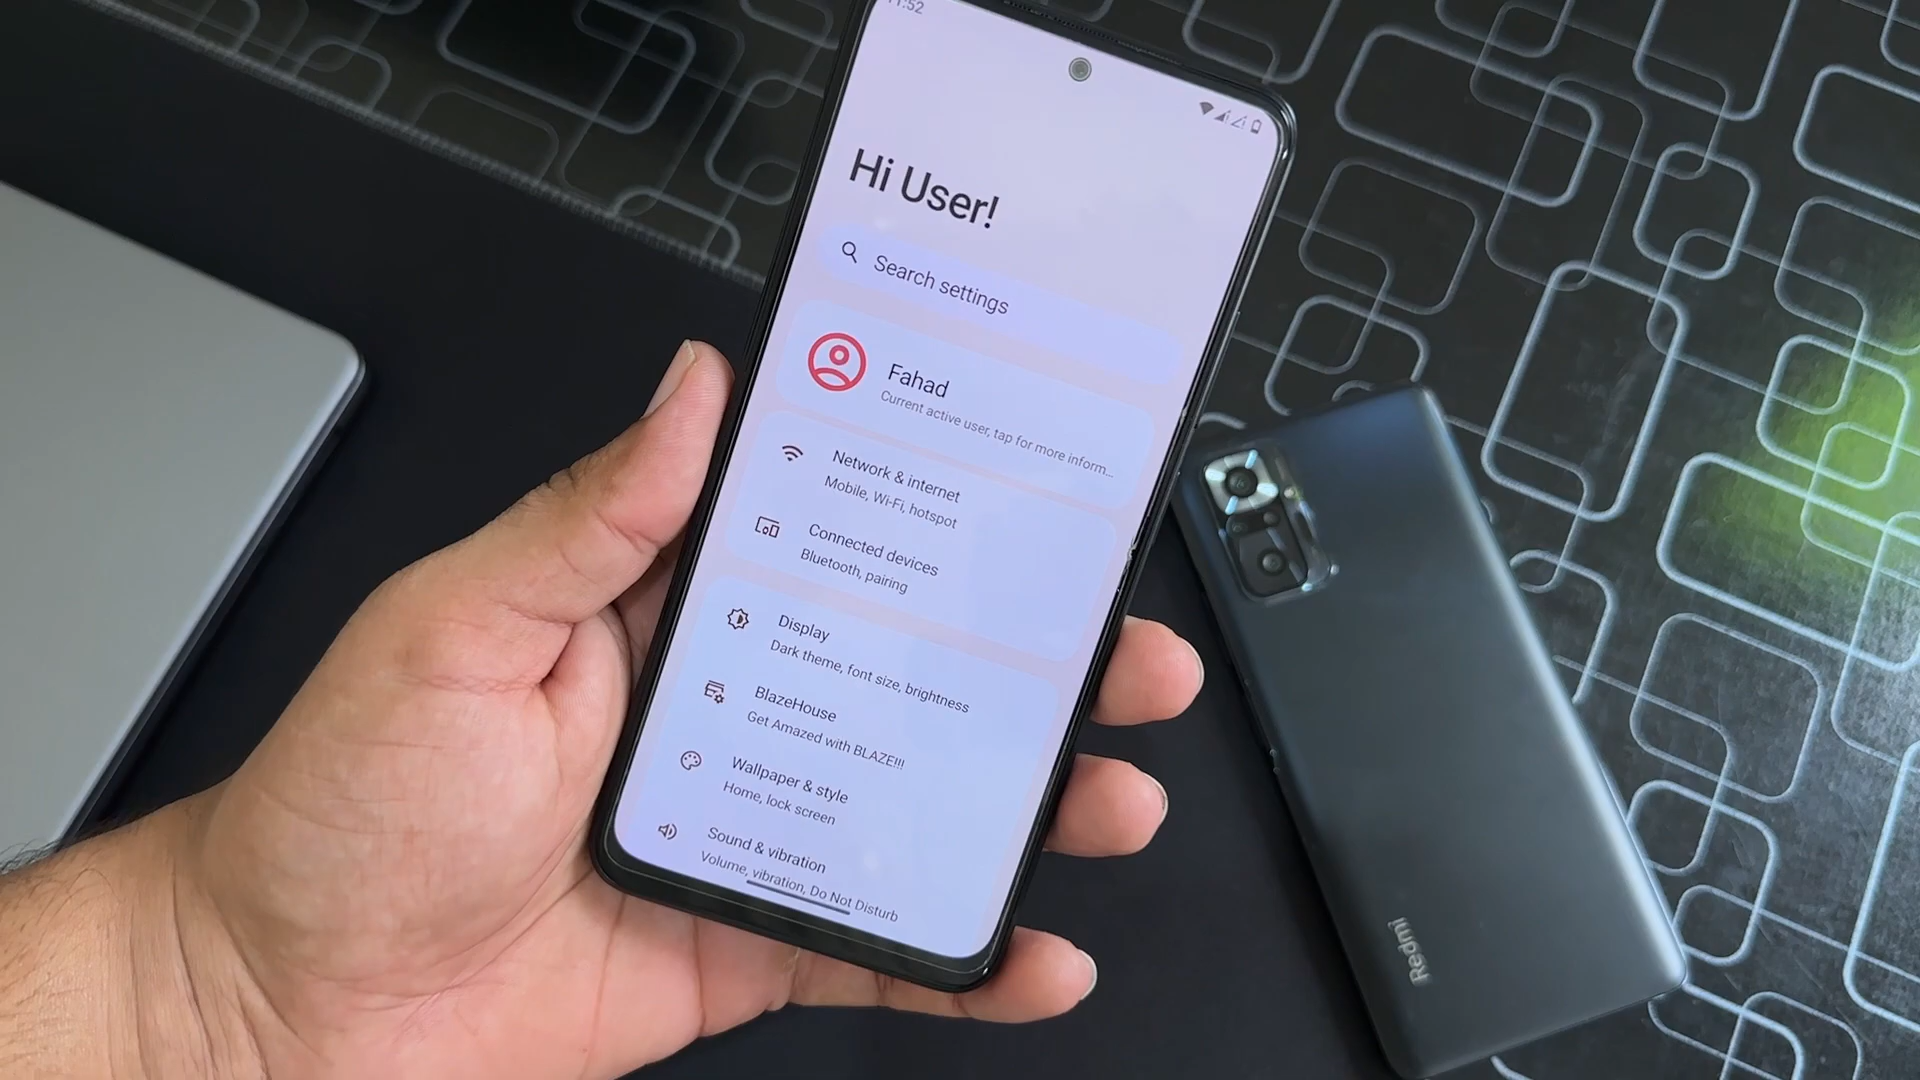 11:52
Hi User!
Search settings
Fahad
Current active user, tap for more inform...
Network & internet
Mobile, Wi-Fi, hotspot
Connected devices
Bluetooth, pairing
Display
Dark theme, font size, brightness
BlazeHouse
Get Amazed with BLAZE!!!
Wallpaper & style
Home, lock screen
Sound & vibration
Volume, vibration, Do Not Disturb
Redmi